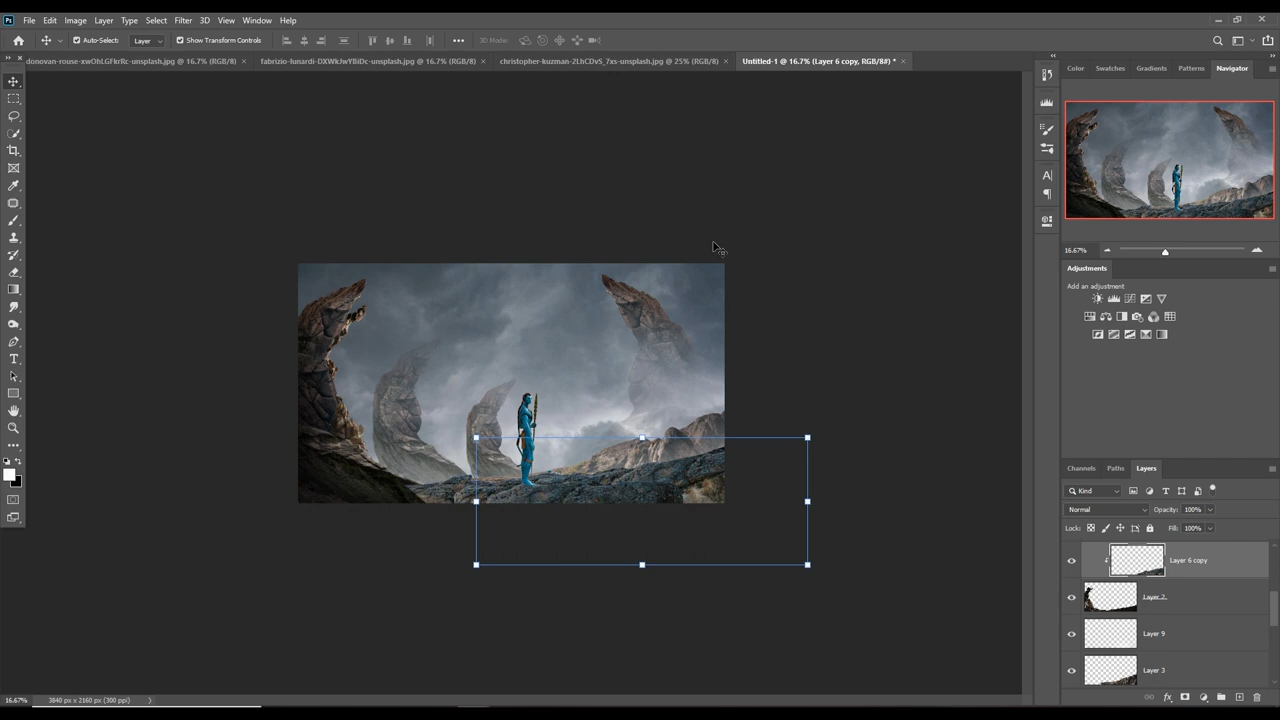 Ps File Edit Image Layer Type Select Filter 3D View Window Help
Auto-Select: Layer Show Transform Controls 3D Mode:
donovan-rouse-xwOhLGFkrRc-unsplash.jpg @ 16.7% (RGB/8) × fabrizio-lunardi-DXWkJwYBiDc-unsplash.jpg @ 16.7% (RGB/8) × christopher-kuzman-2LhCDvS_7xs-unsplash.jpg @ 25% (RGB/8) × Untitled-1 @ 16.7% (Layer 6 copy, RGB/8#) * ×
Color Swatches Gradients Patterns Navigator
16.67%
Adjustments
Add an adjustment
Channels Paths Layers
Kind
Normal Opacity: 100%
Lock: Fill: 100%
Layer 6 copy
Layer 2
Layer 9
Layer 3
16.67% 3840 px x 2160 px (300 ppi)